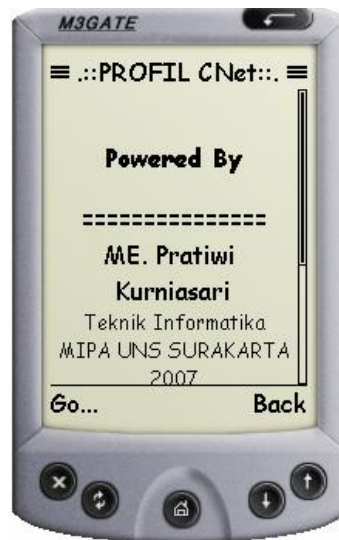 M3GATE
≡ .::PROFIL CNet::. ≡
Powered By
===============
ME. Pratiwi
Kurniasari
Teknik Informatika
MIPA UNS SURAKARTA
2007
Go... Back